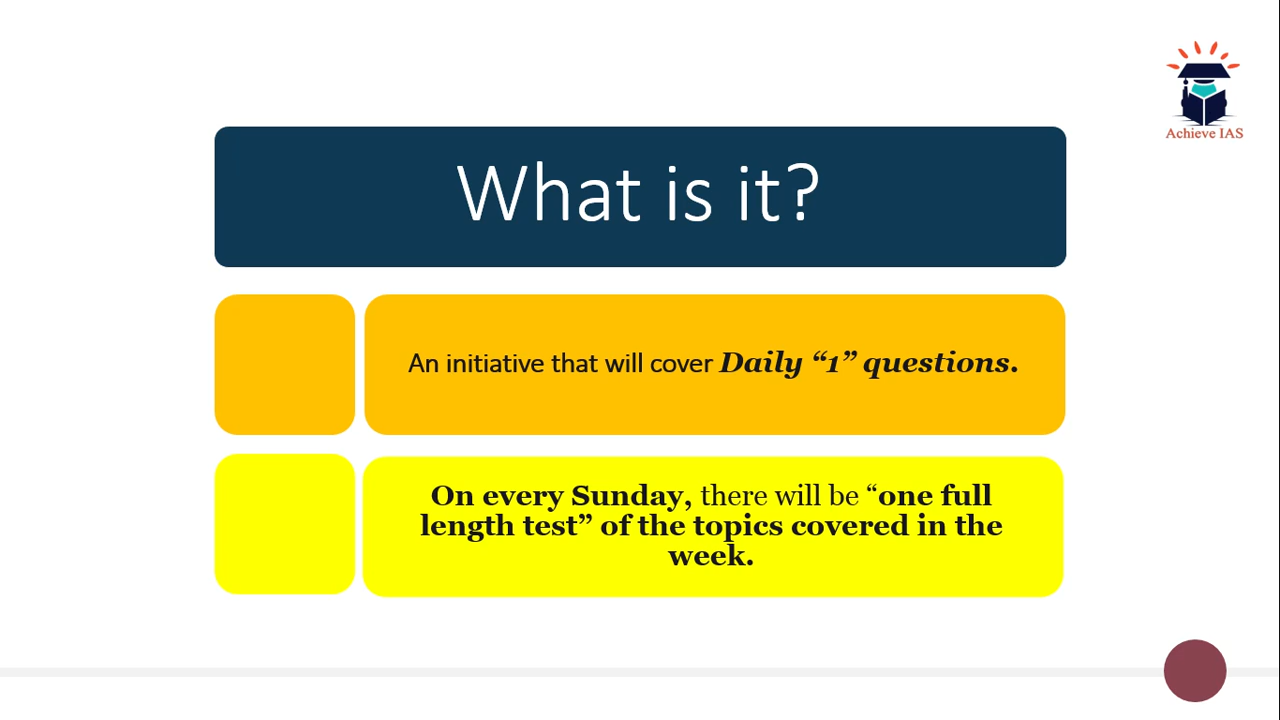 Achieve IAS
What is it?
An initiative that will cover Daily “1” questions.
On every Sunday, there will be “one full
length test” of the topics covered in the
week.